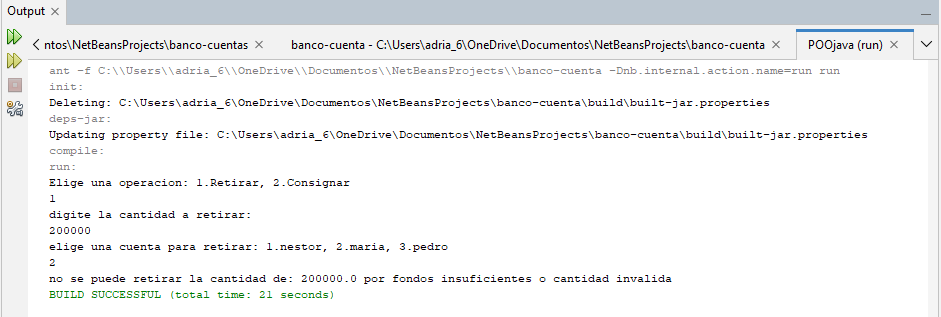 Output
ntos\NetBeansProjects\banco-cuentas
banco-cuenta - C:\Users\adria_6\OneDrive\Documentos\NetBeansProjects\banco-cuenta
POOjava (run)
ant -f C:\\Users\\adria_6\\OneDrive\\Documentos\\NetBeansProjects\\banco-cuenta -Dnb.internal.action.name=run run
init:
Deleting: C:\Users\adria_6\OneDrive\Documentos\NetBeansProjects\banco-cuenta\build\built-jar.properties
deps-jar:
Updating property file: C:\Users\adria_6\OneDrive\Documentos\NetBeansProjects\banco-cuenta\build\built-jar.properties
compile:
run:
Elige una operacion: 1.Retirar, 2.Consignar
1
digite la cantidad a retirar:
200000
elige una cuenta para retirar: 1.nestor, 2.maria, 3.pedro
2
no se puede retirar la cantidad de: 200000.0 por fondos insuficientes o cantidad invalida
BUILD SUCCESSFUL (total time: 21 seconds)